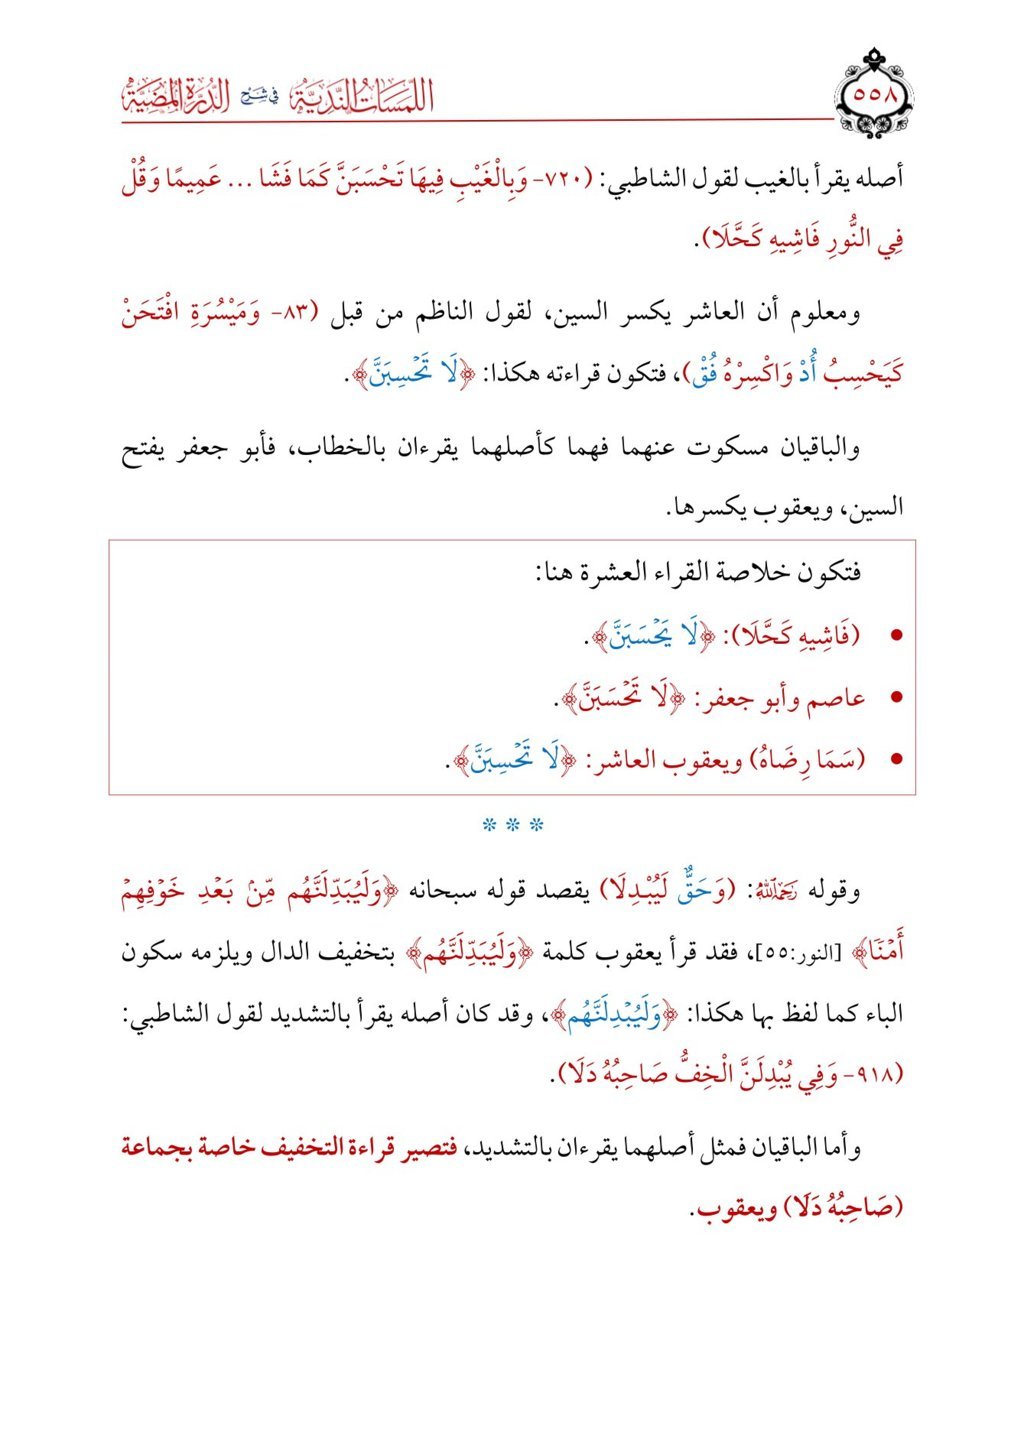 اللمسات الندية في شرح الدرة المضية
٥٥٨
أصله يقرأ بالغيب لقول الشاطبي: (٧٢٠- وَبِالْغَيْبِ فِيهَا تَحْسَبَنَّ كَمَا فَشَا ... عَمِيمًا وَقُلْ
فِي النُّورِ فَاشِيهِ كَحَّلَا).
ومعلوم أن العاشر يكسر السين، لقول الناظم من قبل (٨٣- وَمَيْسُرَةِ افْتَحَنْ
كَيَحْسِبُ أُدْ وَاكْسِرْهُ فُقْ)، فتكون قراءته هكذا: ﴿لَا تَحْسِبَنَّ﴾.
والباقيان مسكوت عنهما فهما كأصلهما يقرءان بالخطاب، فأبو جعفر يفتح
السين، ويعقوب يكسرها.
فتكون خلاصة القراء العشرة هنا:
• (فَاشِيهِ كَحَّلَا): ﴿لَا يَحْسَبَنَّ﴾.
• عاصم وأبو جعفر: ﴿لَا تَحْسَبَنَّ﴾.
• (سَمَا رِضَاهُ) ويعقوب العاشر: ﴿لَا تَحْسِبَنَّ﴾.
* * *
وقوله رحمه الله: (وَحَقٌّ لَيُبْدِلَا) يقصد قوله سبحانه ﴿وَلَيُبَدِّلَنَّهُم مِّنۢ بَعْدِ خَوْفِهِمْ
أَمْنًا﴾ [النور:٥٥]، فقد قرأ يعقوب كلمة ﴿وَلَيُبَدِّلَنَّهُم﴾ بتخفيف الدال ويلزمه سكون
الباء كما لفظ بها هكذا: ﴿وَلَيُبْدِلَنَّهُم﴾، وقد كان أصله يقرأ بالتشديد لقول الشاطبي:
(٩١٨- وَفِي يُبْدِلَنَّ الْخِفُّ صَاحِبُهُ دَلَا).
وأما الباقيان فمثل أصلهما يقرءان بالتشديد، فتصير قراءة التخفيف خاصة بجماعة
(صَاحِبُهُ دَلَا) ويعقوب.